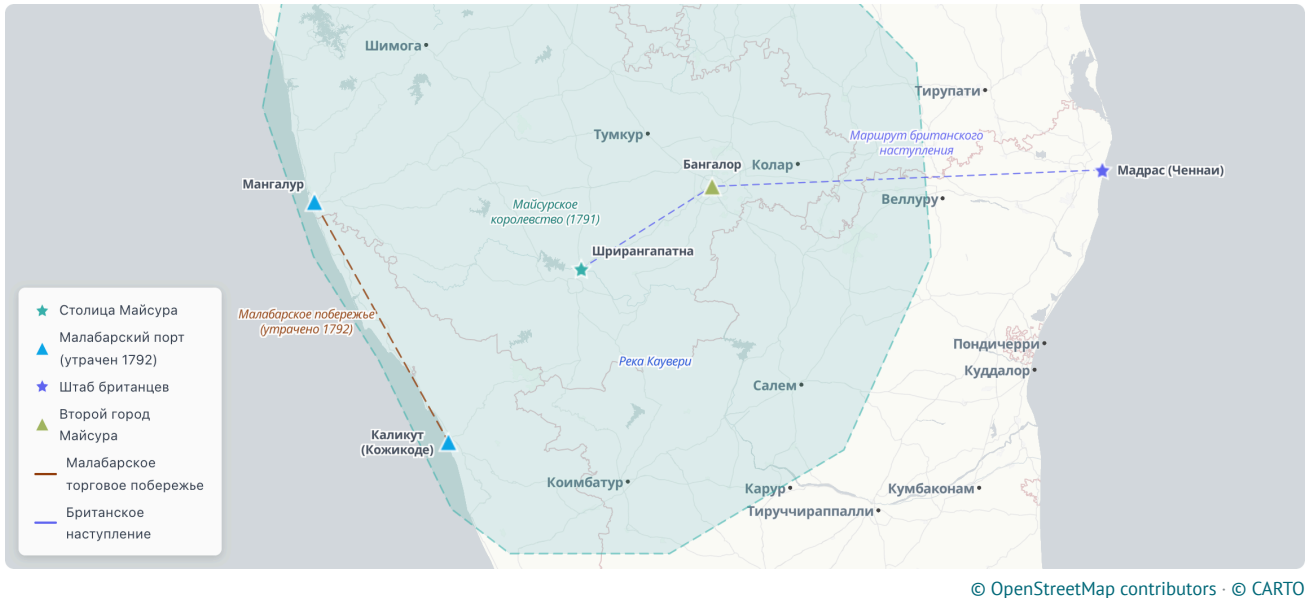 Шимога
Тирупати
Тумкур
Маршрут британского
наступления
Бангалор
Колар
Мадрас (Ченнаи)
Мангалур
Веллуру
Майсурское
королевство (1791)
Шрирангапатна
Малабарское побережье
(утрачено 1792)
Пондичерри
Река Каувери
Куддалор
Салем
Каликут
(Кожикоде)
Коимбатур
Карур
Кумбаконам
Тируччираппалли
Столица Майсура
Малабарский порт
(утрачен 1792)
Штаб британцев
Второй город
Майсура
Малабарское
торговое побережье
Британское
наступление
© OpenStreetMap contributors · © CARTO